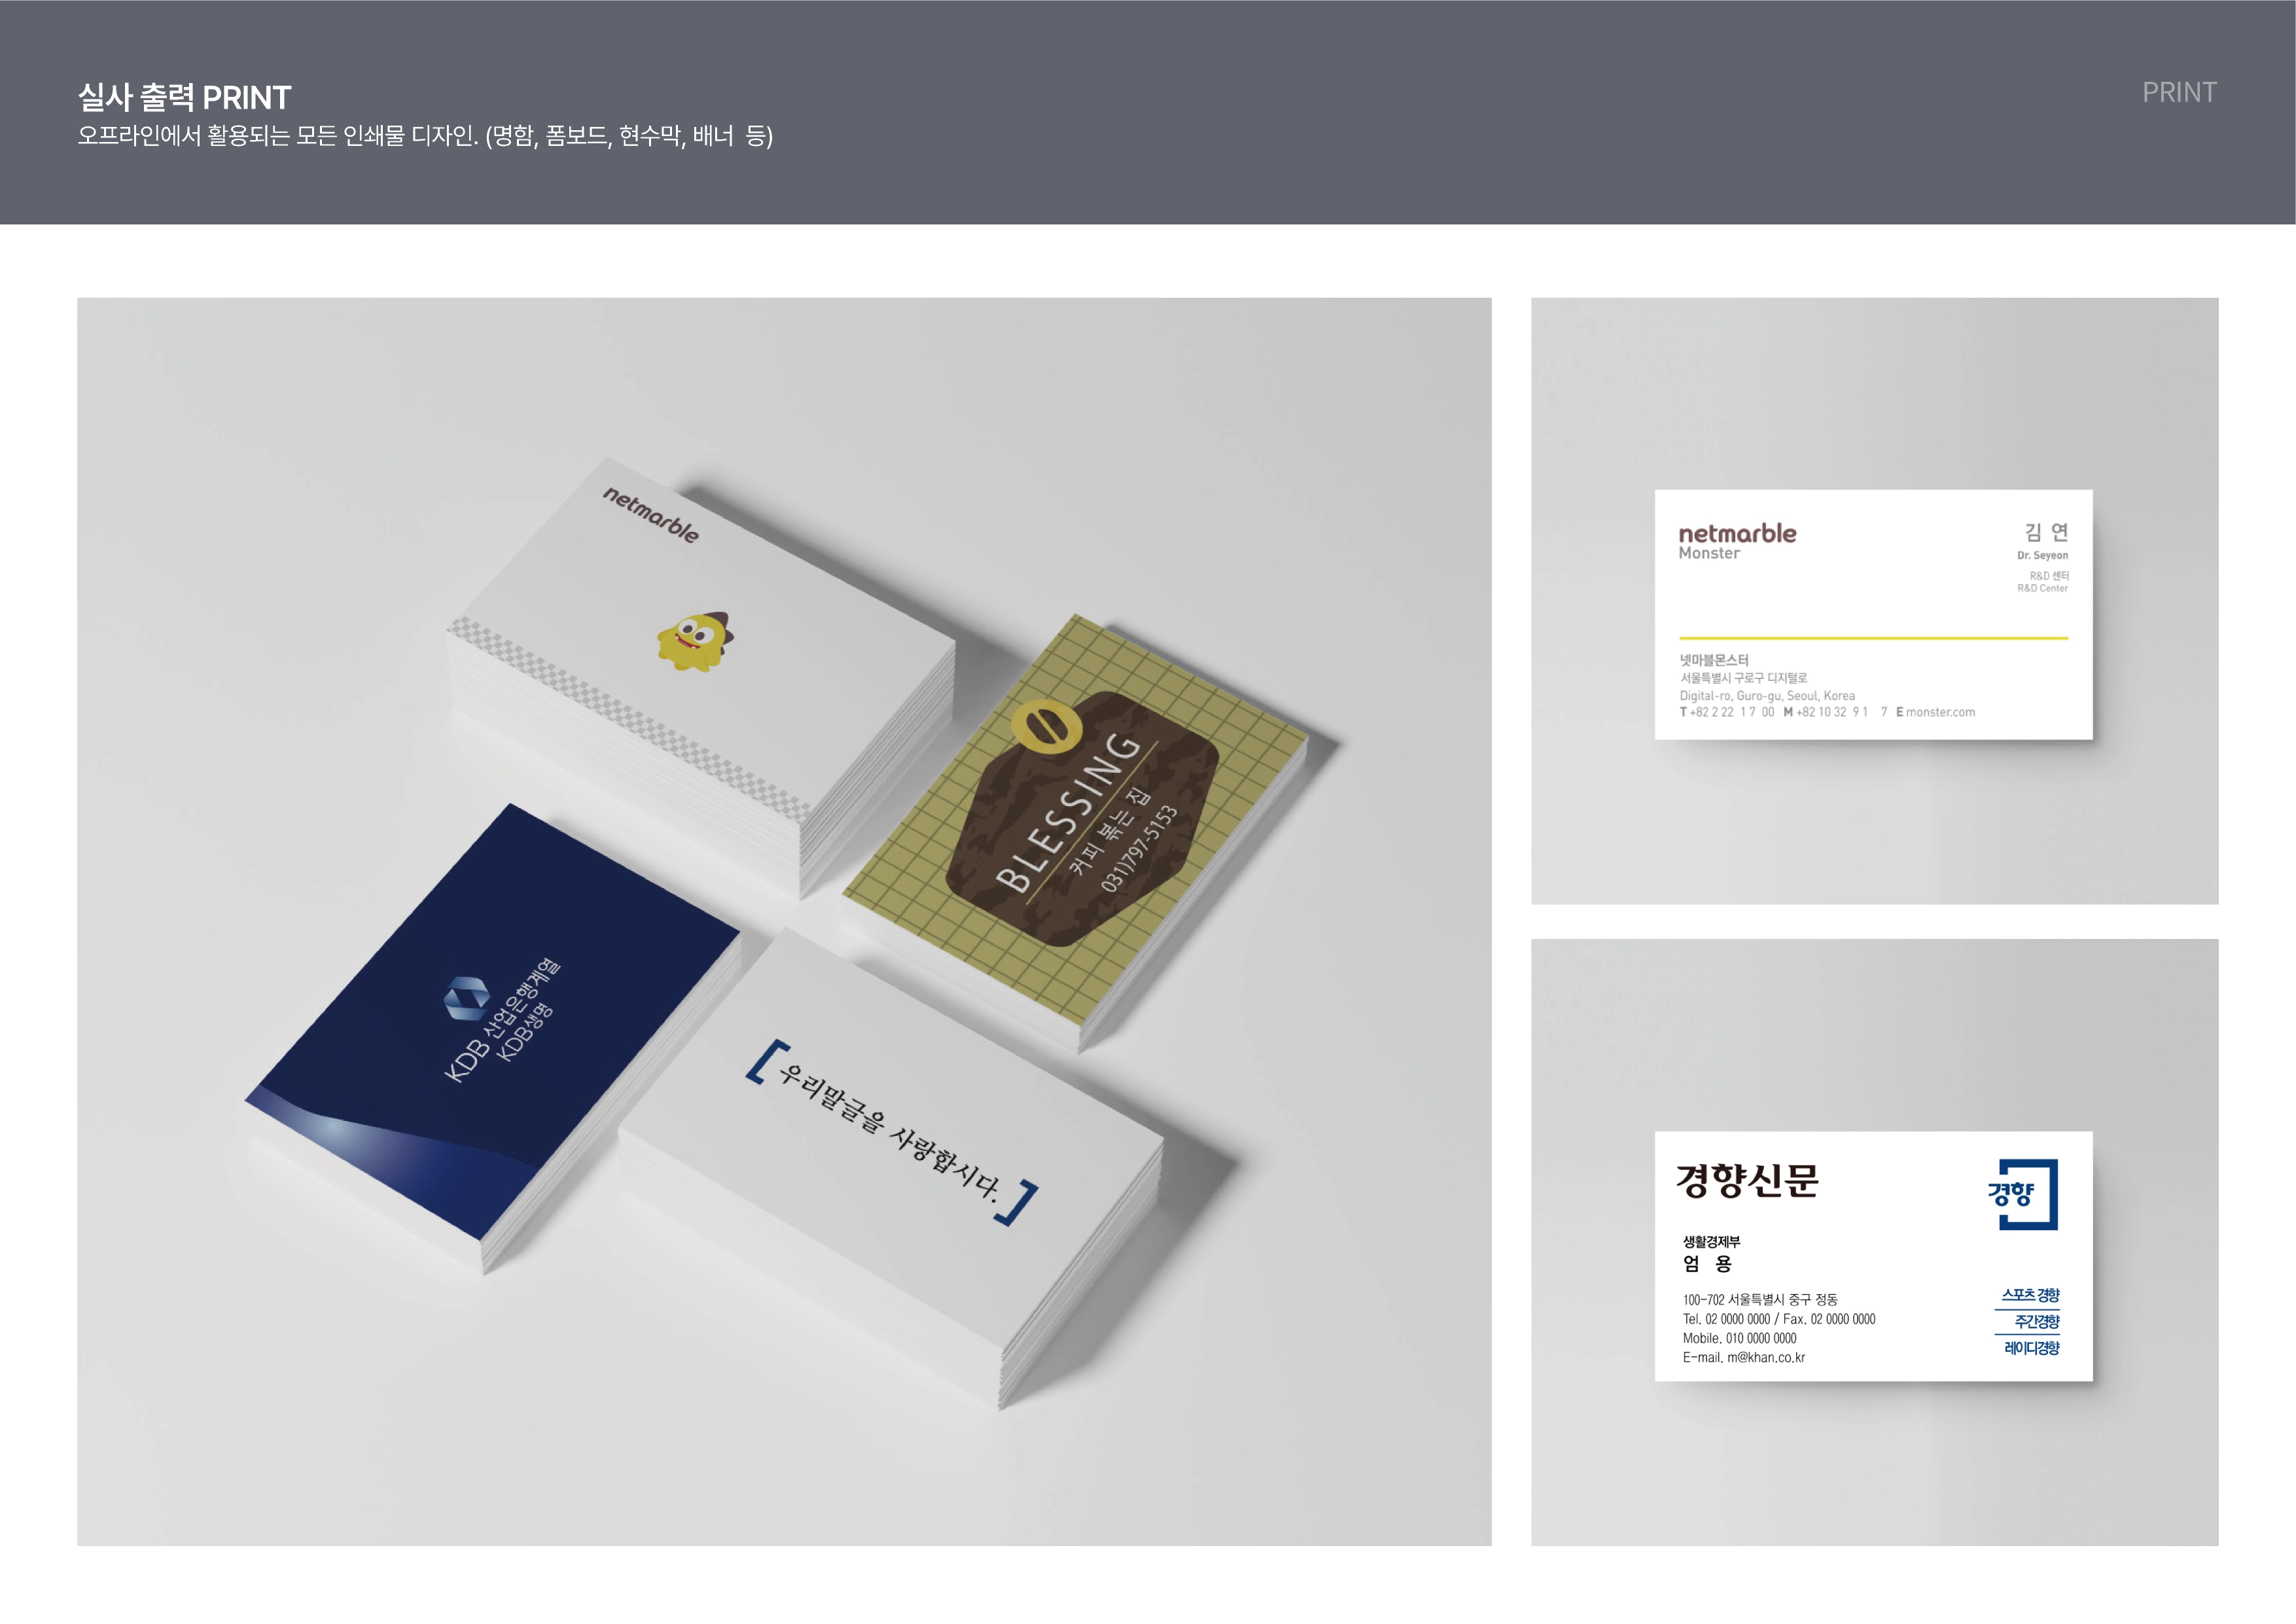 실사 출력 PRINT
오프라인에서 활용되는 모든 인쇄물 디자인. (명함, 폼보드, 현수막, 배너 등)
PRINT
netmarble
BLESSING
커피 볶는 집
031)797-5153
KDB 산업은행계열
KDB생명
[우리말글을 사랑합시다.]
netmarble
Monster
김 연
Dr. Seyeon
R&D 센터
R&D Center
넷마블몬스터
서울특별시 구로구 디지털로
Digital-ro, Guro-gu, Seoul, Korea
T +82 2 22 1 7 00 M +82 10 32 9 1 7 E monster.com
경향신문
경향
생활경제부
엄 용
100-702 서울특별시 중구 정동
Tel. 02 0000 0000 / Fax. 02 0000 0000
Mobile. 010 0000 0000
E-mail. m@khan.co.kr
스포츠경향
주간경향
레이디경향